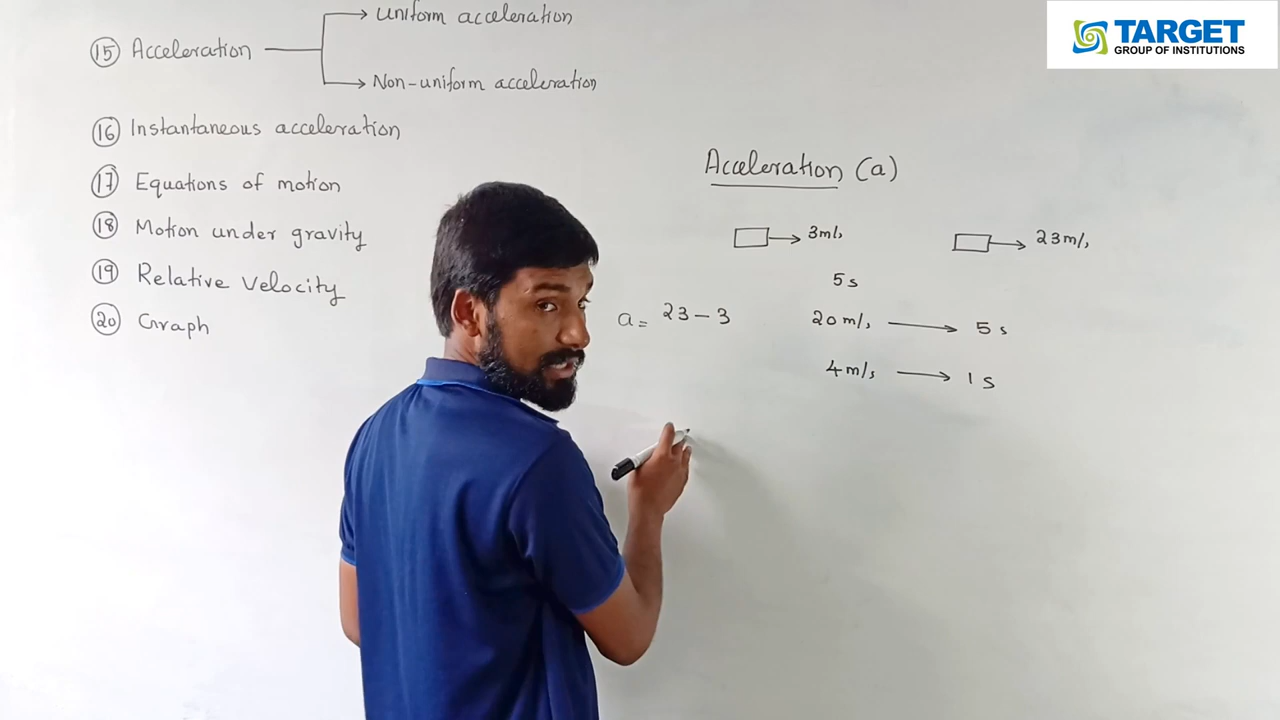 uniform acceleration
⑮ Acceleration
Non-uniform acceleration
⑯ Instantaneous acceleration
⑰ Equations of motion
⑱ Motion under gravity
⑲ Relative Velocity
⑳ Graph
TARGET
GROUP OF INSTITUTIONS
Acceleration (a)
3m/s 23m/s
5s
a = 23 - 3
20m/s → 5s
4m/s → 1s